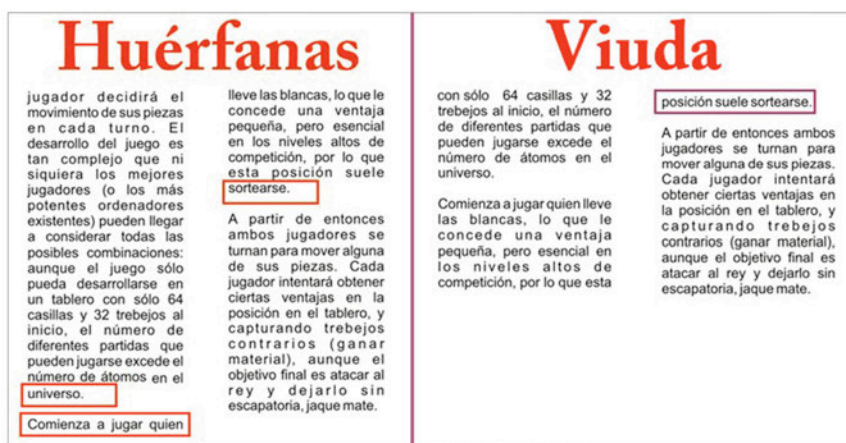 Huérfanas
jugador decidirá el
movimiento de sus piezas
en cada turno. El
desarrollo del juego es
tan complejo que ni
siquiera los mejores
jugadores (o los más
potentes ordenadores
existentes) pueden llegar
a considerar todas las
posibles combinaciones:
aunque el juego sólo
pueda desarrollarse en
un tablero con sólo 64
casillas y 32 trebejos al
inicio, el número de
diferentes partidas que
pueden jugarse excede el
número de átomos en el
universo.
Comienza a jugar quien
lleve las blancas, lo que le
concede una ventaja
pequeña, pero esencial
en los niveles altos de
competición, por lo que
esta posición suele
sortearse.
A partir de entonces
ambos jugadores se
turnan para mover alguna
de sus piezas. Cada
jugador intentará obtener
ciertas ventajas en la
posición en el tablero, y
capturando trebejos
contrarios (ganar
material), aunque el
objetivo final es atacar al
rey y dejarlo sin
escapatoria, jaque mate.
Viuda
con sólo 64 casillas y 32
trebejos al inicio, el número
de diferentes partidas que
pueden jugarse excede el
número de átomos en el
universo.
Comienza a jugar quien lleve
las blancas, lo que le
concede una ventaja
pequeña, pero esencial en
los niveles altos de
competición, por lo que esta
posición suele sortearse.
A partir de entonces ambos
jugadores se turnan para
mover alguna de sus piezas.
Cada jugador intentará
obtener ciertas ventajas en
la posición en el tablero, y
capturando trebejos
contrarios (ganar material),
aunque el objetivo final es
atacar al rey y dejarlo sin
escapatoria, jaque mate.